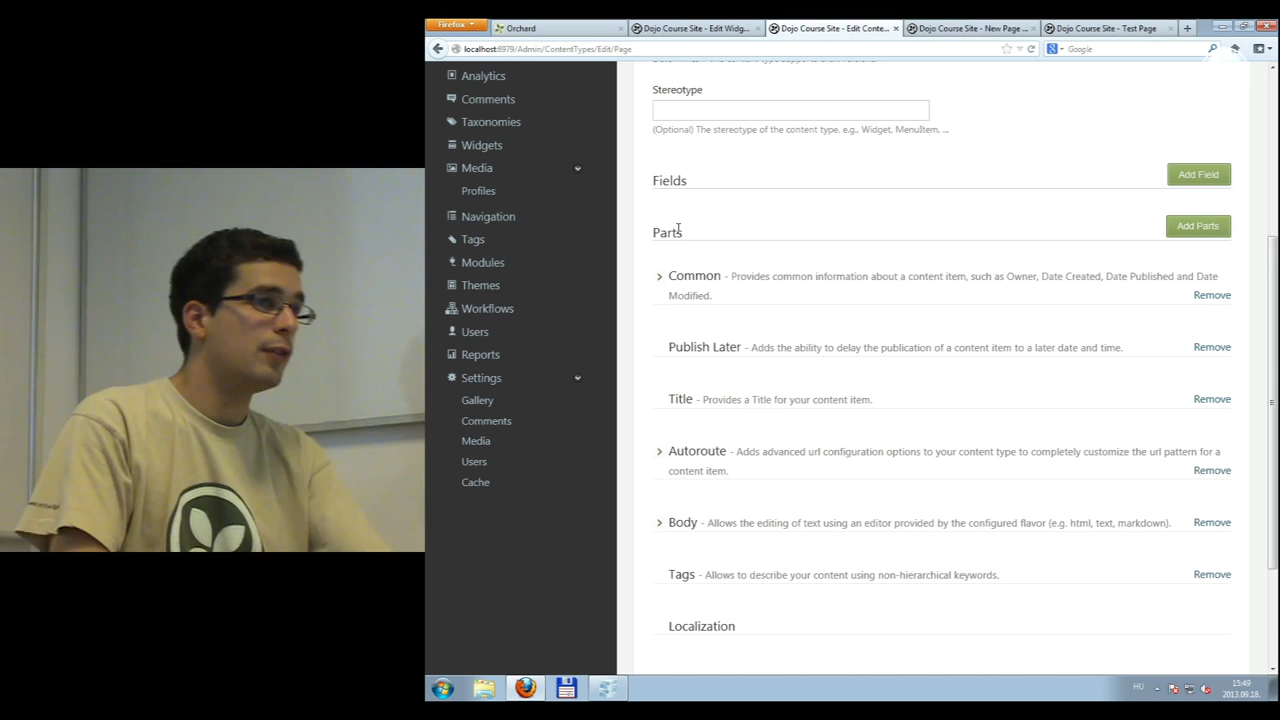 Firefox
Orchard
Dojo Course Site - Edit Widg...
Dojo Course Site - Edit Conte...
Dojo Course Site - New Page ...
Dojo Course Site - Test Page
localhost:8979/Admin/ContentTypes/Edit/Page
Google
Analytics
Comments
Taxonomies
Widgets
Media
Profiles
Navigation
Tags
Modules
Themes
Workflows
Users
Reports
Settings
Gallery
Comments
Media
Users
Cache
Stereotype
(Optional) The stereotype of the content type. e.g., Widget, MenuItem, ...
Fields
Add Field
Parts
Add Parts
Common - Provides common information about a content item, such as Owner, Date Created, Date Published and Date
Modified.
Remove
Publish Later - Adds the ability to delay the publication of a content item to a later date and time.
Remove
Title - Provides a Title for your content item.
Remove
Autoroute - Adds advanced url configuration options to your content type to completely customize the url pattern for a
content item.
Remove
Body - Allows the editing of text using an editor provided by the configured flavor (e.g. html, text, markdown).
Remove
Tags - Allows to describe your content using non-hierarchical keywords.
Remove
Localization
HU
15:49
2013.09.18.